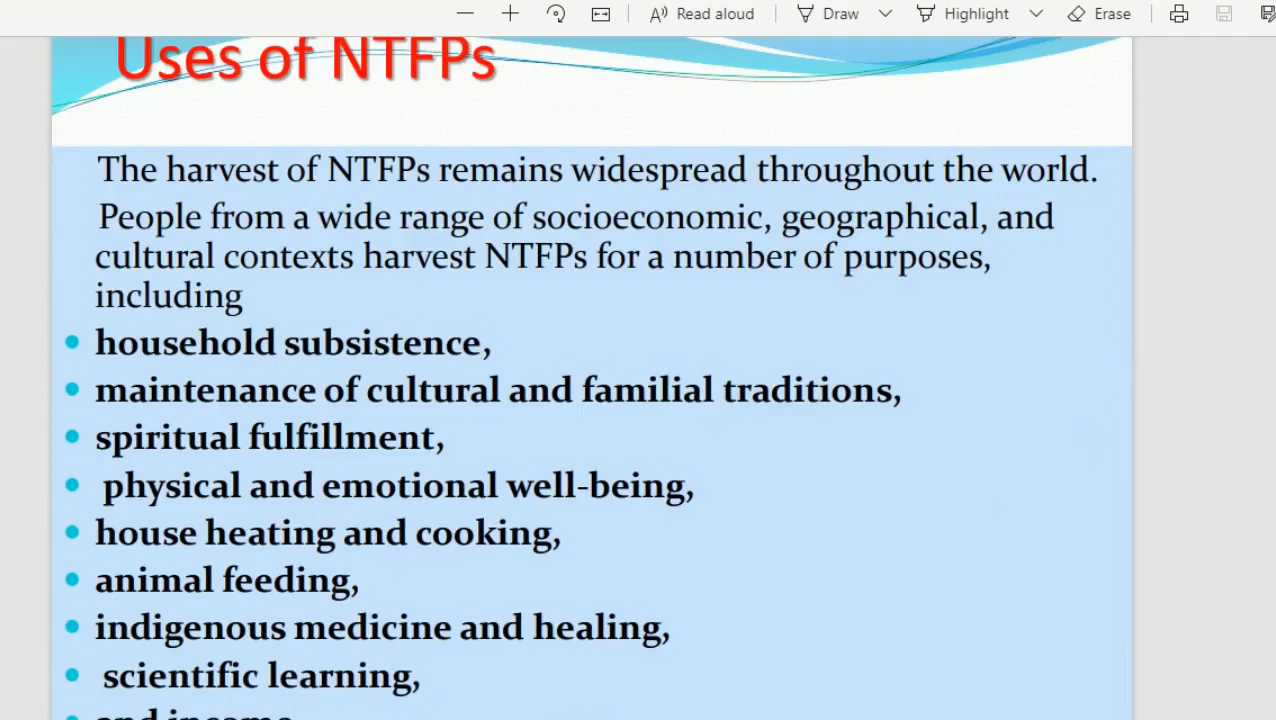 Read aloud Draw Highlight Erase
Uses of NTFPs
The harvest of NTFPs remains widespread throughout the world.
People from a wide range of socioeconomic, geographical, and
cultural contexts harvest NTFPs for a number of purposes,
including
household subsistence,
maintenance of cultural and familial traditions,
spiritual fulfillment,
physical and emotional well-being,
house heating and cooking,
animal feeding,
indigenous medicine and healing,
scientific learning,
and income